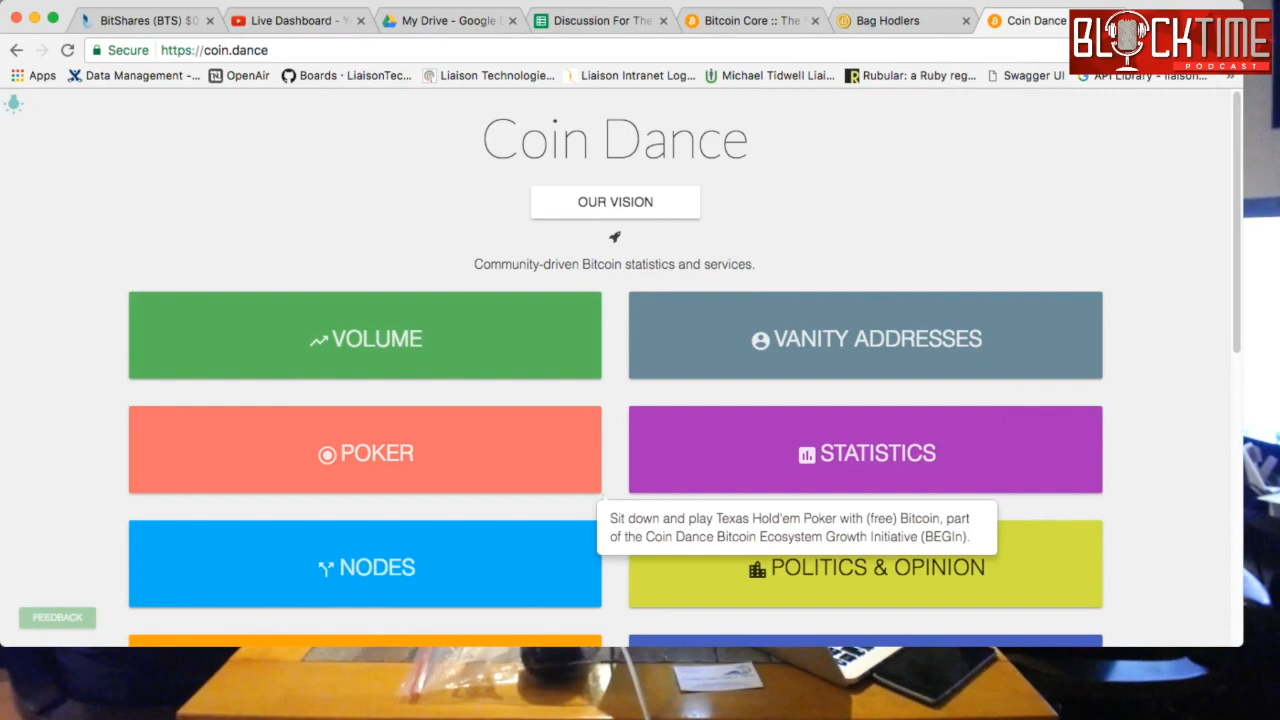 BitShares (BTS) $0
Live Dashboard - Y
My Drive - Google
Discussion For The
Bitcoin Core :: The
Bag Hodlers
Coin Dance
BLOCKTIME
PODCAST
Secure
https://coin.dance
Apps
Data Management -...
OpenAir
Boards · LiaisonTec...
Liaison Technologie...
Liaison Intranet Log...
Michael Tidwell Liai...
Rubular: a Ruby reg...
Swagger UI
API Library - liaison...
Coin Dance
OUR VISION
Community-driven Bitcoin statistics and services.
VOLUME
VANITY ADDRESSES
POKER
STATISTICS
Sit down and play Texas Hold'em Poker with (free) Bitcoin, part
of the Coin Dance Bitcoin Ecosystem Growth Initiative (BEGIn).
NODES
POLITICS & OPINION
FEEDBACK